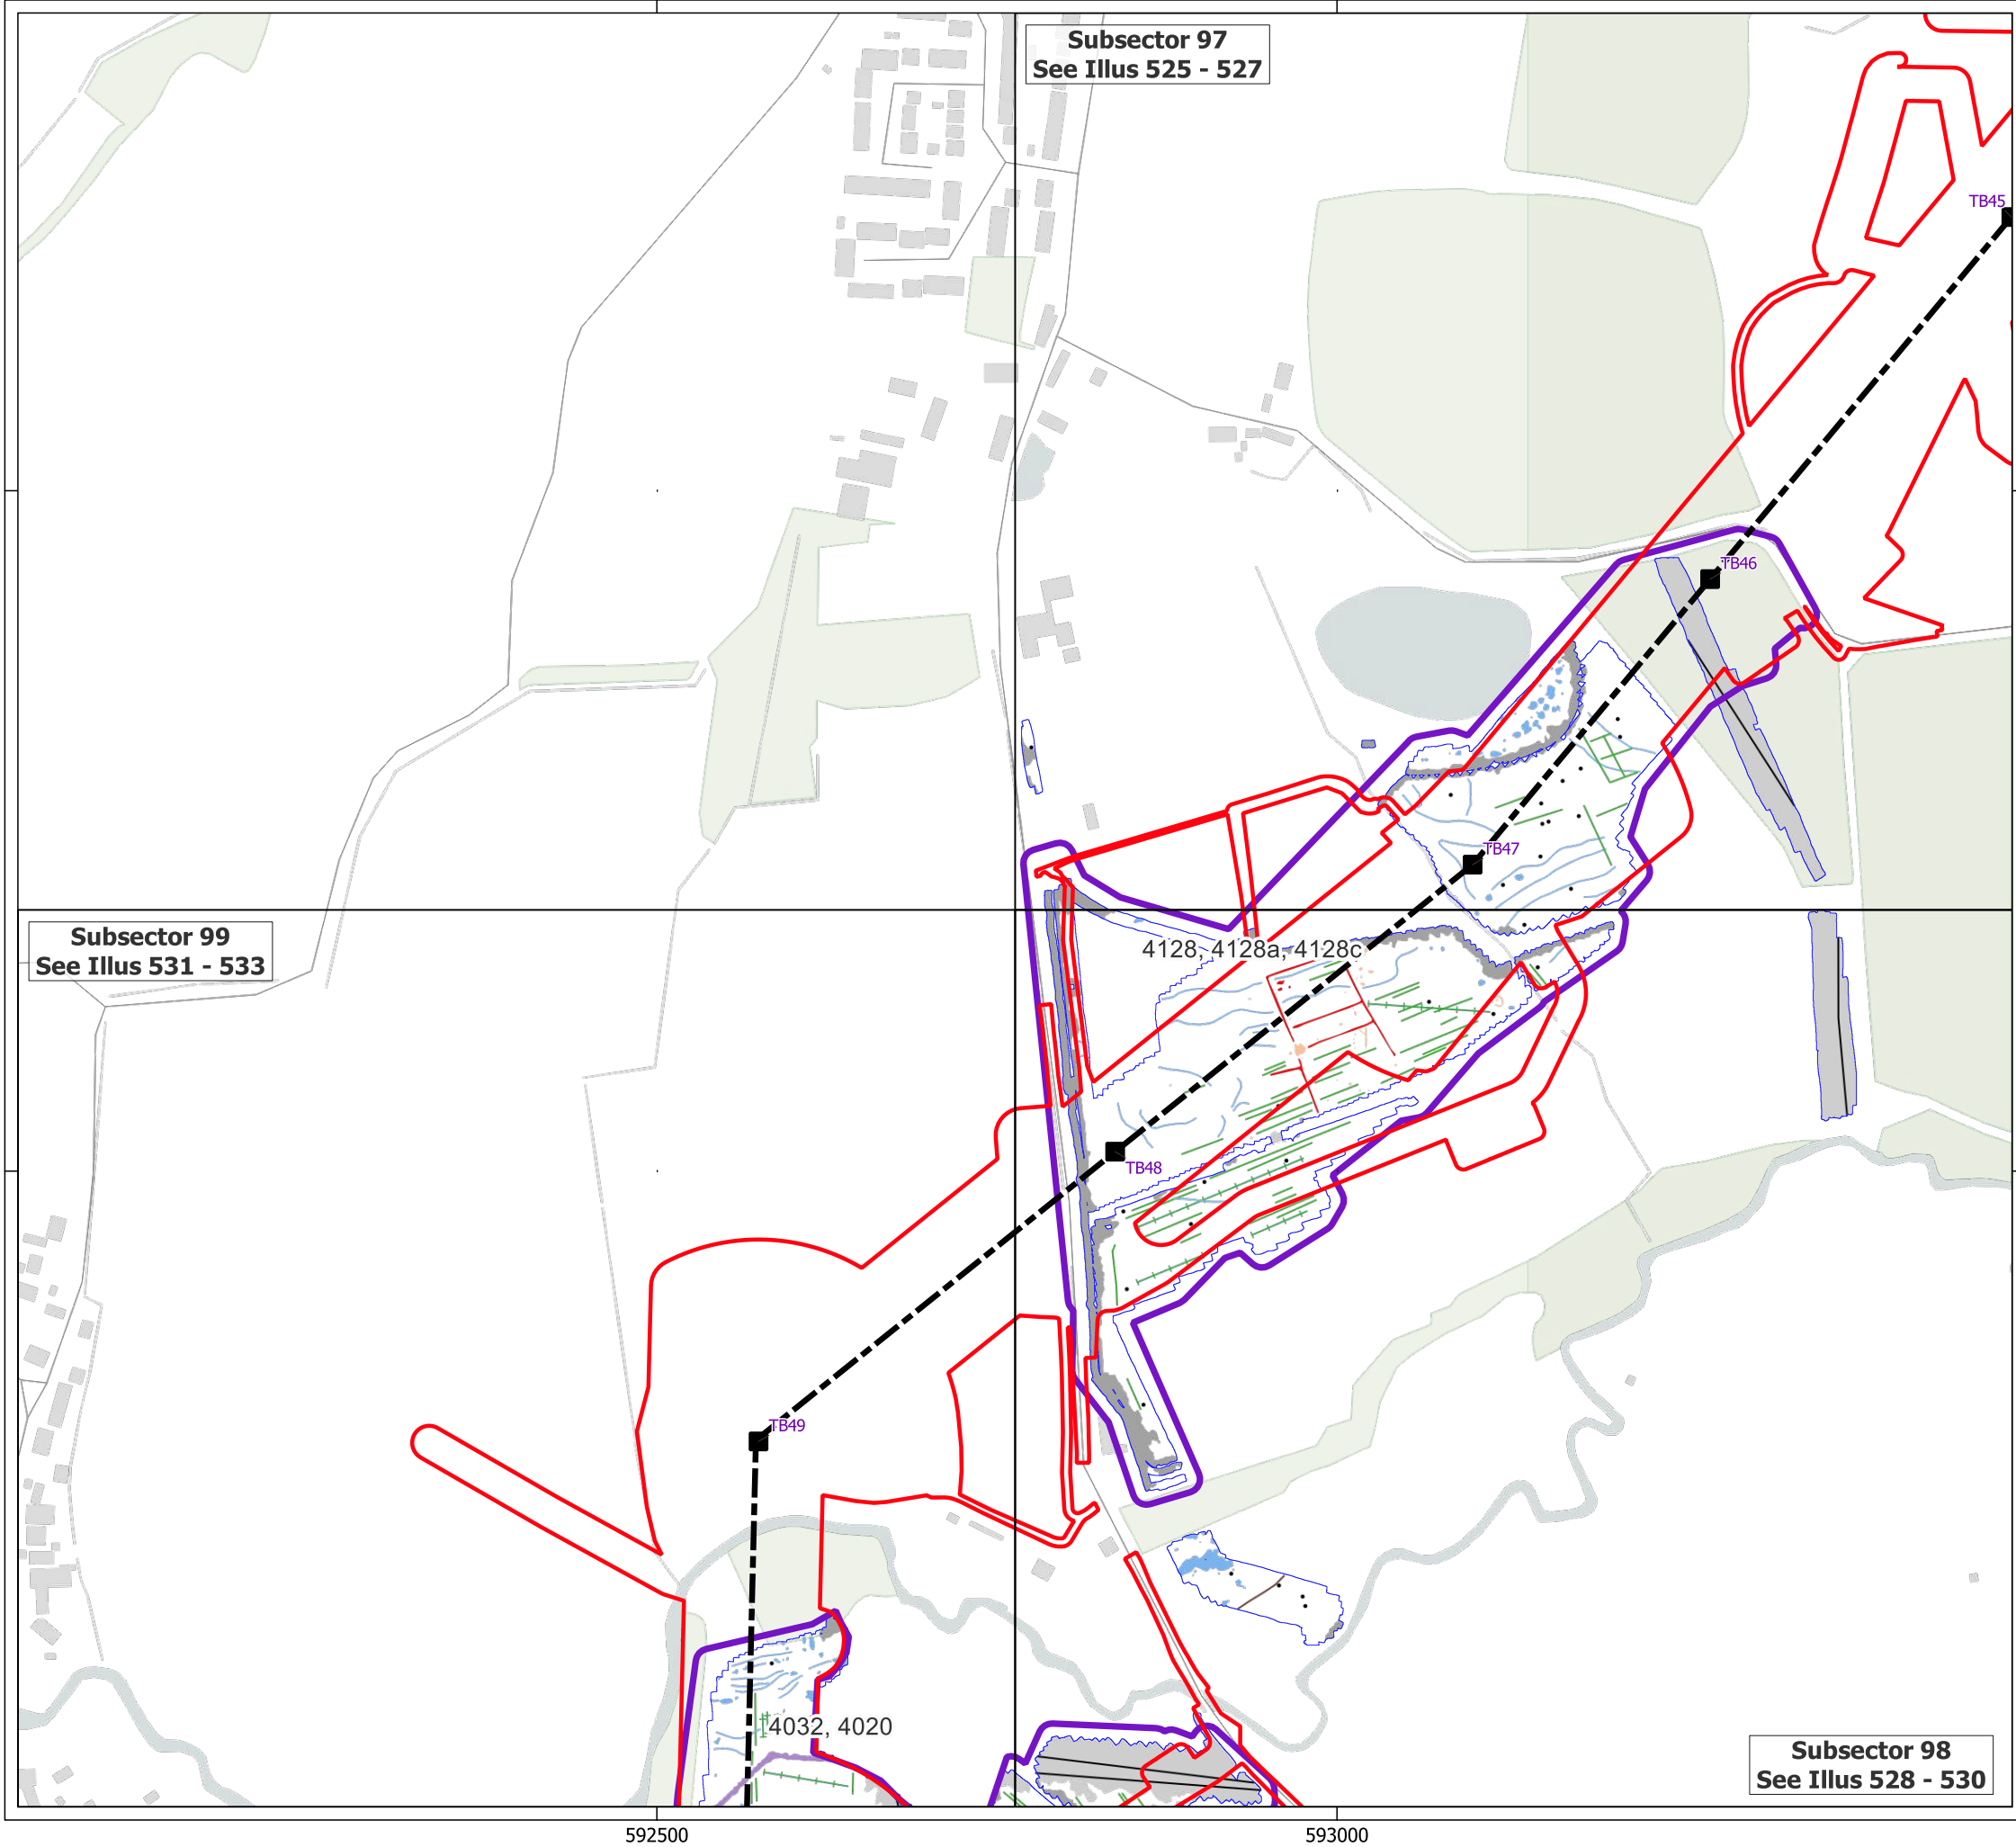 Subsector 97
See Illus 525 - 527
TB45
TB46
TB47
Subsector 99
See Illus 531 - 533
4128, 4128a, 4128c
TB48
TB49
4032, 4020
Subsector 98
See Illus 528 - 530
592500
593000